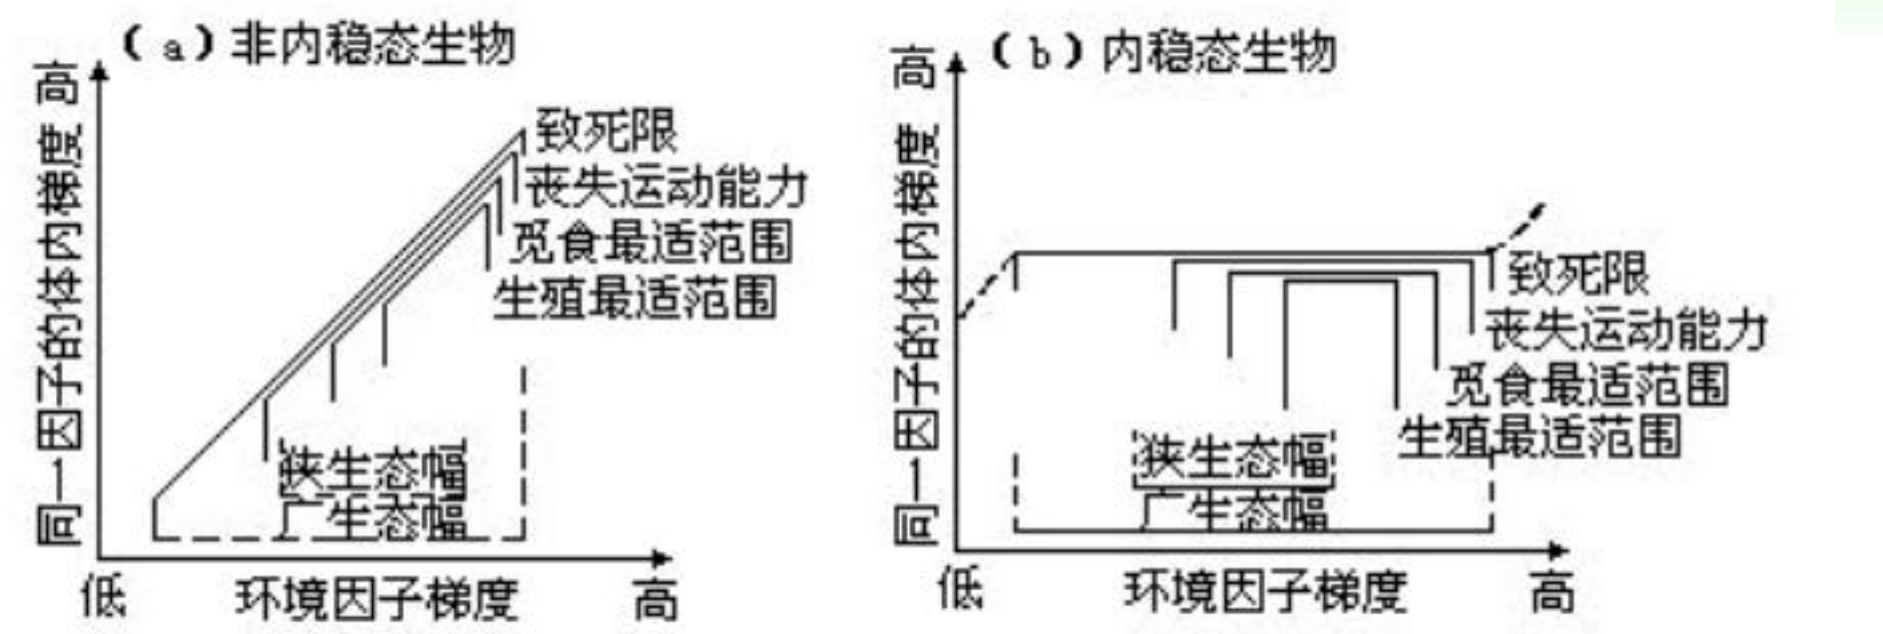 （a）非内稳态生物
高
同一因子的体内梯度
致死限
丧失运动能力
觅食最适范围
生殖最适范围
狭生态幅
广生态幅
低
环境因子梯度
高
（b）内稳态生物
高
同一因子的体内梯度
致死限
丧失运动能力
觅食最适范围
生殖最适范围
狭生态幅
广生态幅
低
环境因子梯度
高